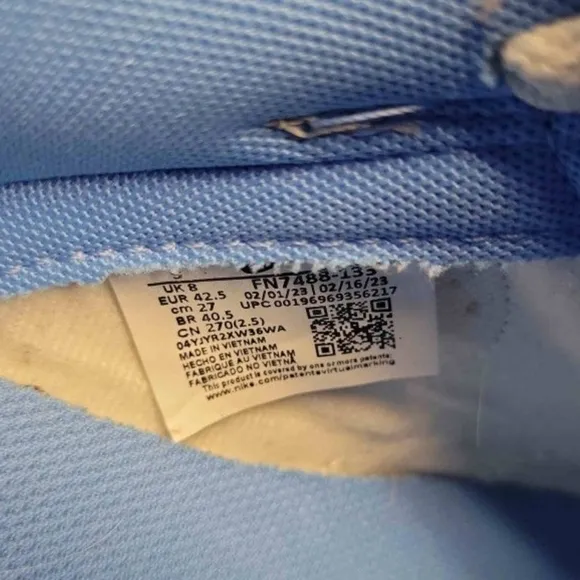 UK 8 FN7488-133
EUR 42.5 02/01/23 | 02/16/23
cm 27 UPC 00196969356217
BR 40.5
CN 270(2.5)
04YJYR2XW36WA
MADE IN VIETNAM
HECHO EN VIETNAM
FABRIQUE AU VIETNAM
FABRICADO NO VIETNÃ
This product is covered by one or more patents:
www.nike.com/patentsvirtualmarking